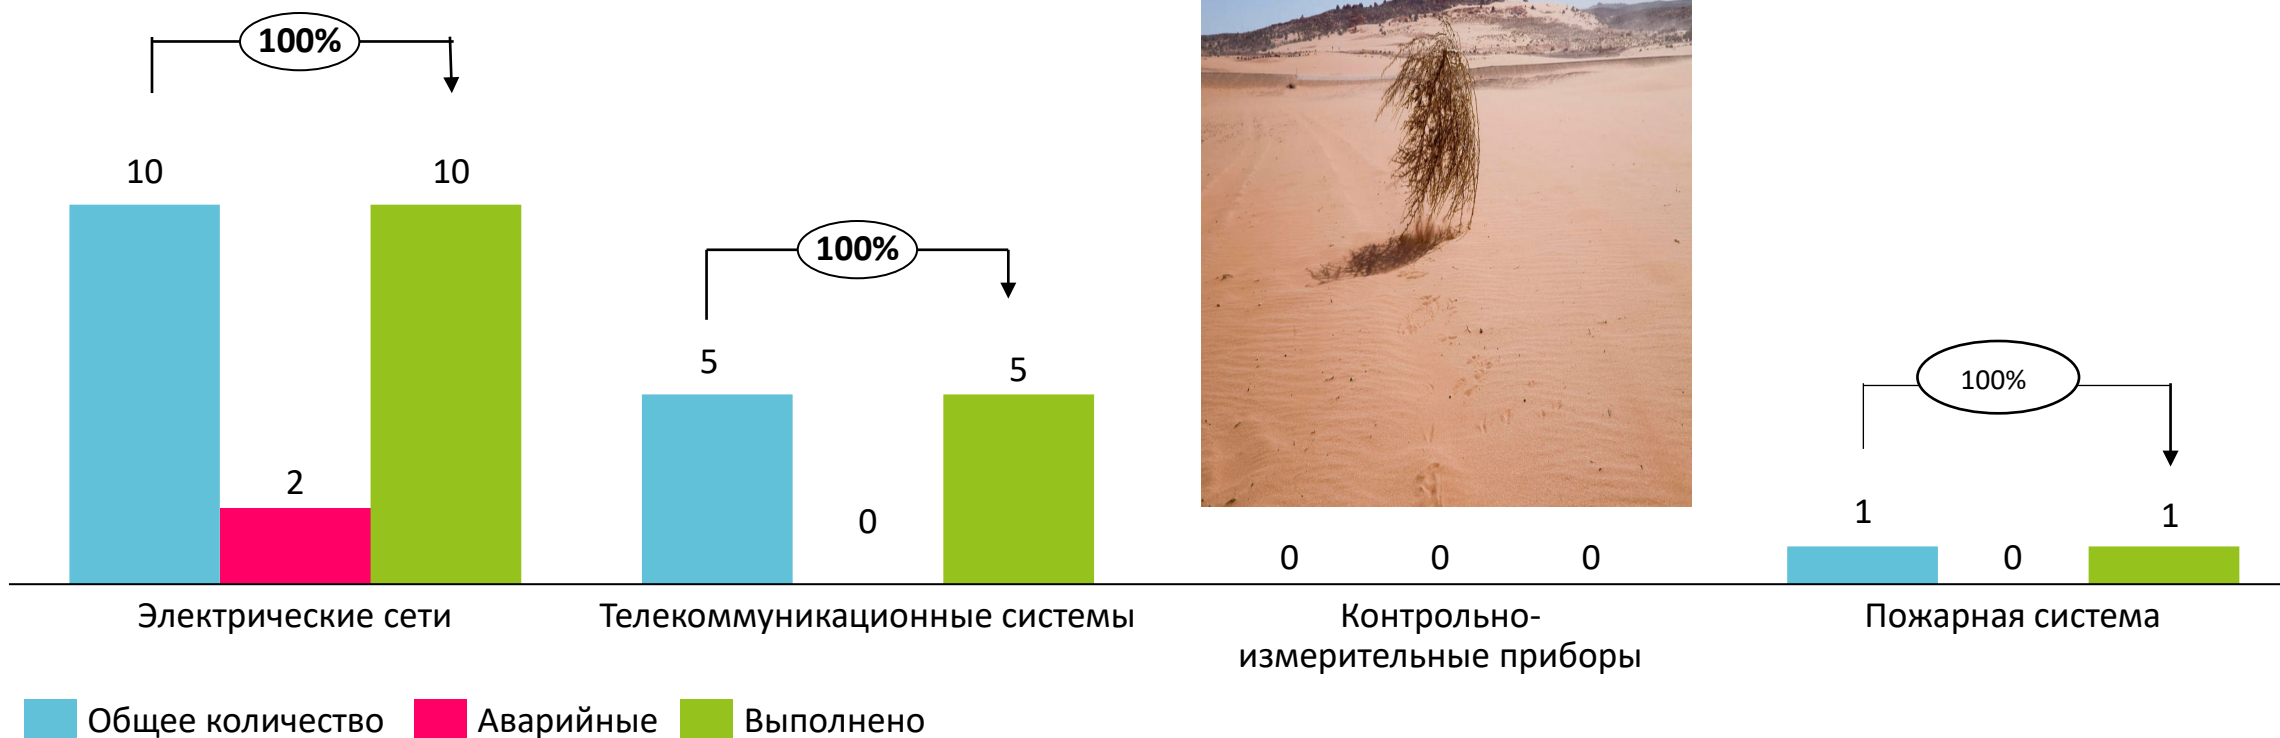 100%
10
10
2
Электрические сети
100%
5
0
5
Телекоммуникационные системы
0 0 0
Контрольно-
измерительные приборы
100%
1
0
1
Пожарная система
Общее количество Аварийные Выполнено